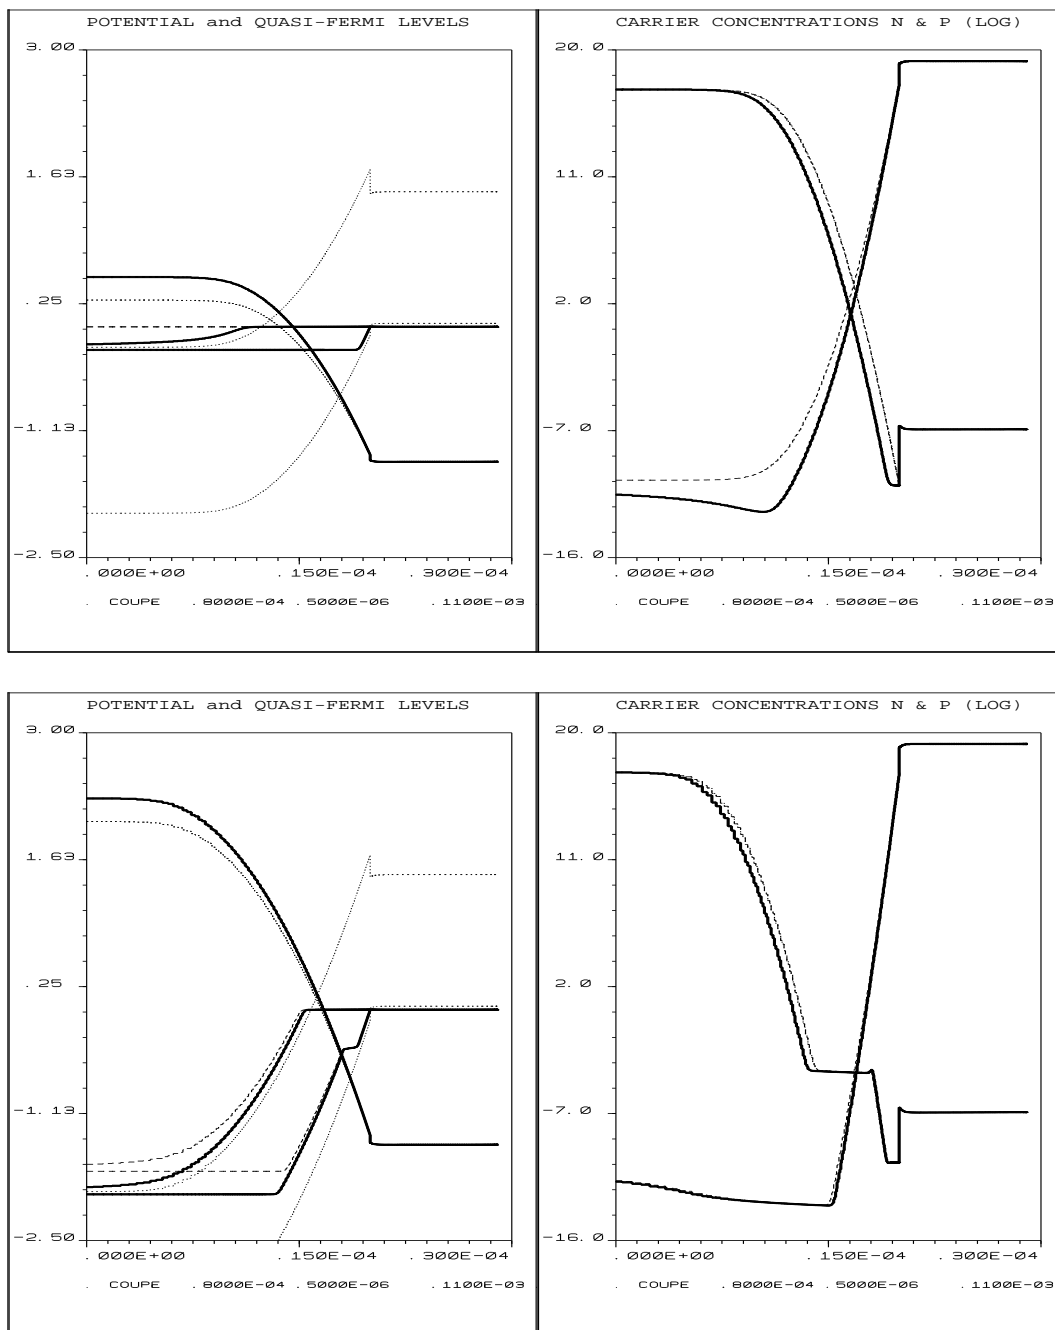 POTENTIAL and QUASI-FERMI LEVELS
3.00
1.63
.25
-1.13
-2.50
.000E+00 .150E-04 .300E-04
. COUPE .8000E-04 .5000E-06 .1100E-03
CARRIER CONCENTRATIONS N & P (LOG)
20.0
11.0
2.0
-7.0
-16.0
.000E+00 .150E-04 .300E-04
. COUPE .8000E-04 .5000E-06 .1100E-03
POTENTIAL and QUASI-FERMI LEVELS
3.00
1.63
.25
-1.13
-2.50
.000E+00 .150E-04 .300E-04
. COUPE .8000E-04 .5000E-06 .1100E-03
CARRIER CONCENTRATIONS N & P (LOG)
20.0
11.0
2.0
-7.0
-16.0
.000E+00 .150E-04 .300E-04
. COUPE .8000E-04 .5000E-06 .1100E-03